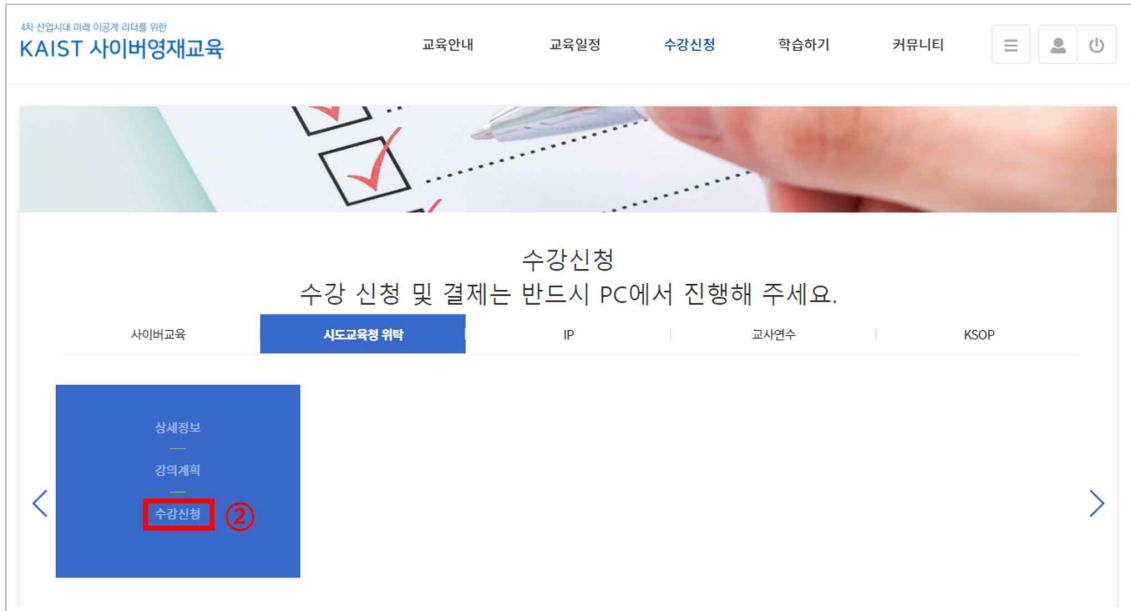 4차 산업시대 미래 이공계 리더를 위한
KAIST 사이버영재교육
교육안내 교육일정 수강신청 학습하기 커뮤니티
수강신청
수강 신청 및 결제는 반드시 PC에서 진행해 주세요.
사이버교육 시도교육청 위탁 IP 교사연수 KSOP
상세정보
강의계획
수강신청 ②